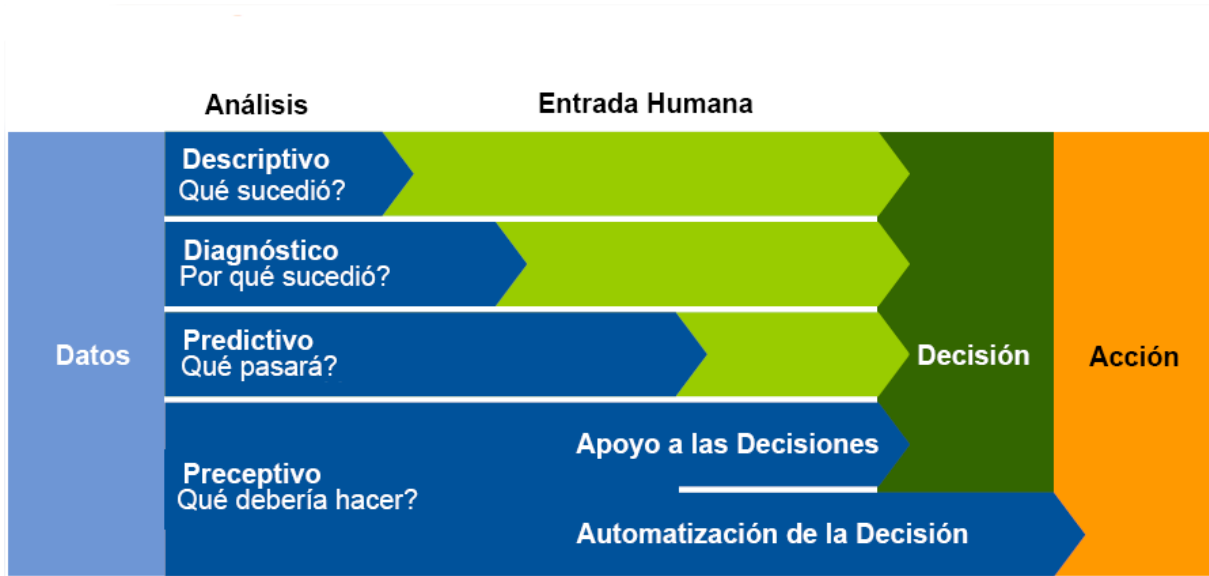 Análisis
Entrada Humana
Datos
Descriptivo
Qué sucedió?
Diagnóstico
Por qué sucedió?
Predictivo
Qué pasará?
Preceptivo
Qué debería hacer?
Apoyo a las Decisiones
Automatización de la Decisión
Decisión
Acción